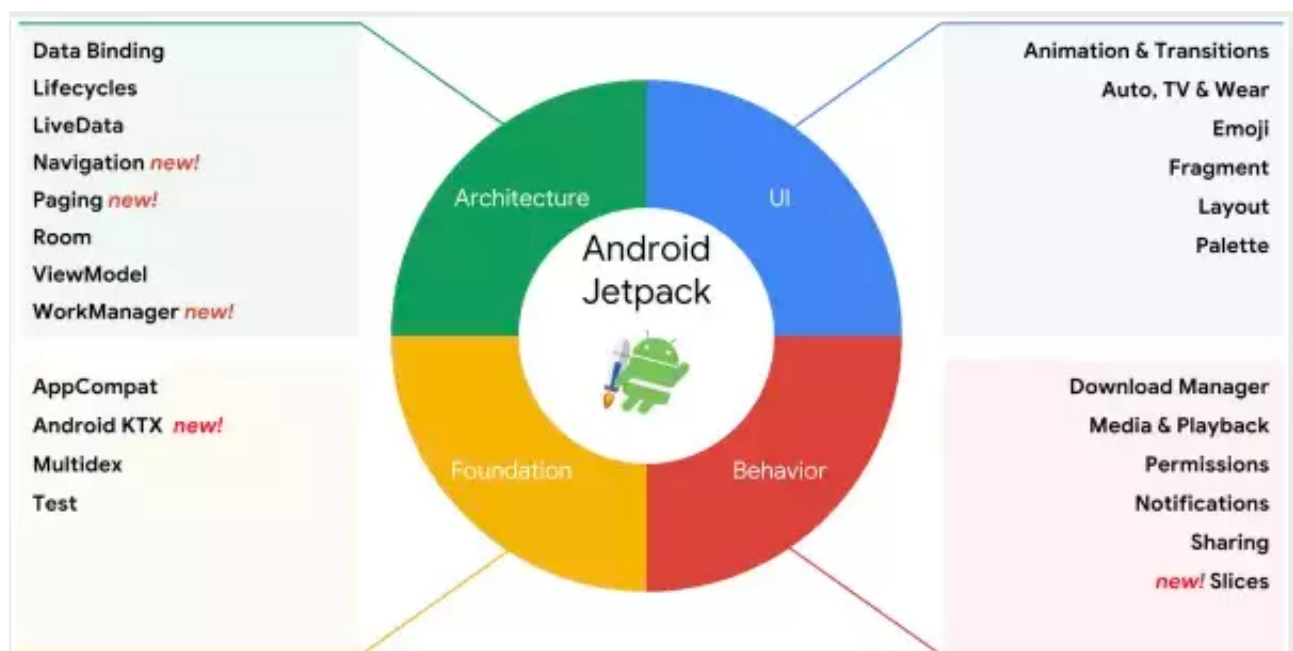 Data Binding
Lifecycles
LiveData
Navigation new!
Paging new!
Room
ViewModel
WorkManager new!
Architecture
UI
Animation & Transitions
Auto, TV & Wear
Emoji
Fragment
Layout
Palette
Android
Jetpack
AppCompat
Android KTX new!
Multidex
Test
Foundation
Behavior
Download Manager
Media & Playback
Permissions
Notifications
Sharing
new! Slices